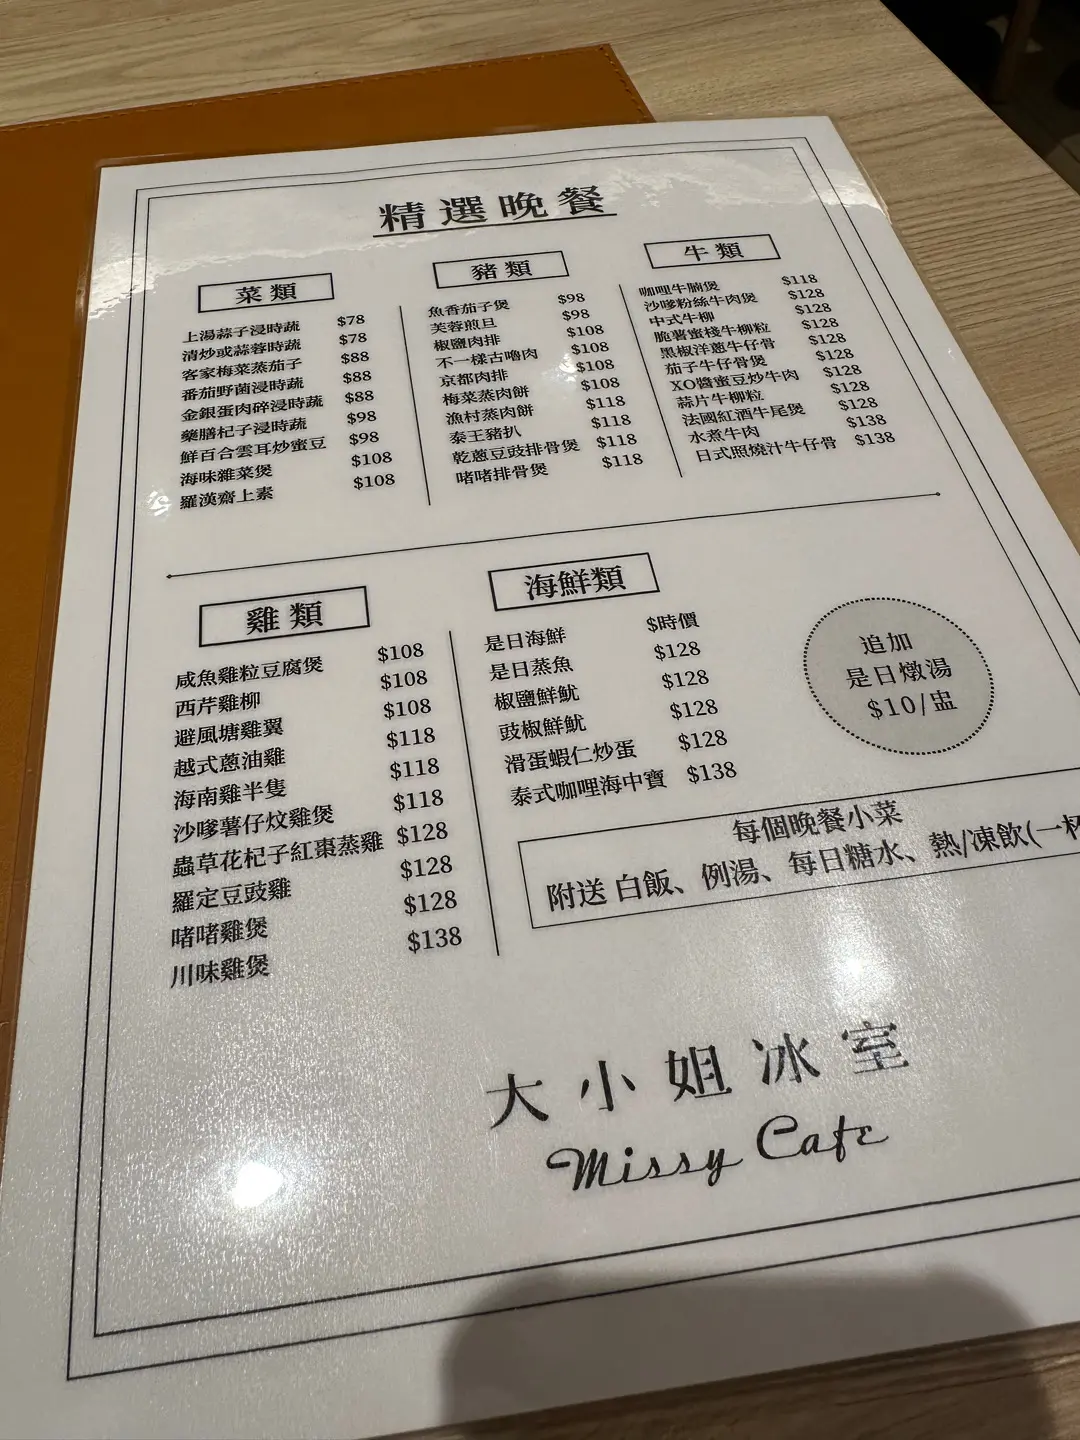 精選晚餐
菜類
上湯蒜子浸時蔬 $78
清炒或蒜蓉時蔬 $78
客家梅菜蒸茄子 $88
番茄野菌浸時蔬 $88
金銀蛋肉碎浸時蔬 $88
藥膳杞子浸時蔬 $98
鮮百合雲耳炒蜜豆 $98
海味雜菜煲 $108
羅漢齋上素 $108
豬類
魚香茄子煲 $98
芙蓉煎旦 $98
椒鹽肉排 $108
不一樣古嚕肉 $108
京都肉排 $108
梅菜蒸肉餅 $108
漁村蒸肉餅 $118
泰王豬扒 $118
乾蔥豆豉排骨煲 $118
啫啫排骨煲 $118
牛類
咖哩牛腩煲 $118
沙嗲粉絲牛肉煲 $128
中式牛柳 $128
脆薯蜜棧牛柳粒 $128
黑椒洋蔥牛仔骨 $128
茄子牛仔骨煲 $128
XO醬蜜豆炒牛肉 $128
蒜片牛柳粒 $128
法國紅酒牛尾煲 $128
水煮牛肉 $138
日式照燒汁牛仔骨 $138
雞類
咸魚雞粒豆腐煲 $108
西芹雞柳 $108
避風塘雞翼 $108
越式蔥油雞 $118
海南雞半隻 $118
沙嗲薯仔炆雞煲 $118
蟲草花杞子紅棗蒸雞 $128
羅定豆豉雞 $128
啫啫雞煲 $128
川味雞煲 $138
海鮮類
是日海鮮 $時價
是日蒸魚 $128
椒鹽鮮魷 $128
豉椒鮮魷 $128
滑蛋蝦仁炒蛋 $128
泰式咖哩海中寶 $138
追加
是日燉湯
$10/盅
每個晚餐小菜
附送 白飯、例湯、每日糖水、熱/凍飲(一杯
大小姐冰室
Missy Cafe